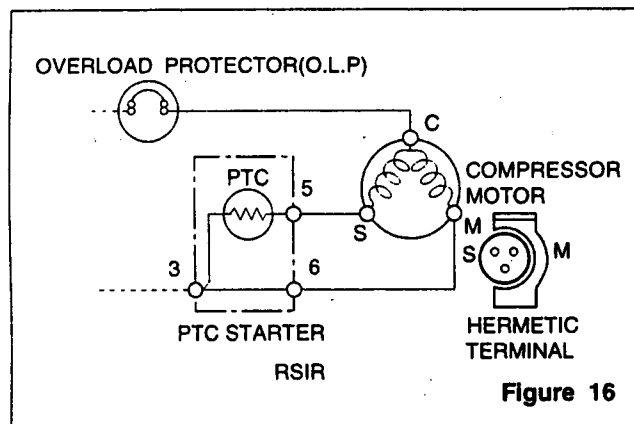 OVERLOAD PROTECTOR(O.L.P)
C
PTC
5
COMPRESSOR
MOTOR
S
M
3
6
S
M
PTC STARTER
HERMETIC
TERMINAL
RSIR
Figure 16